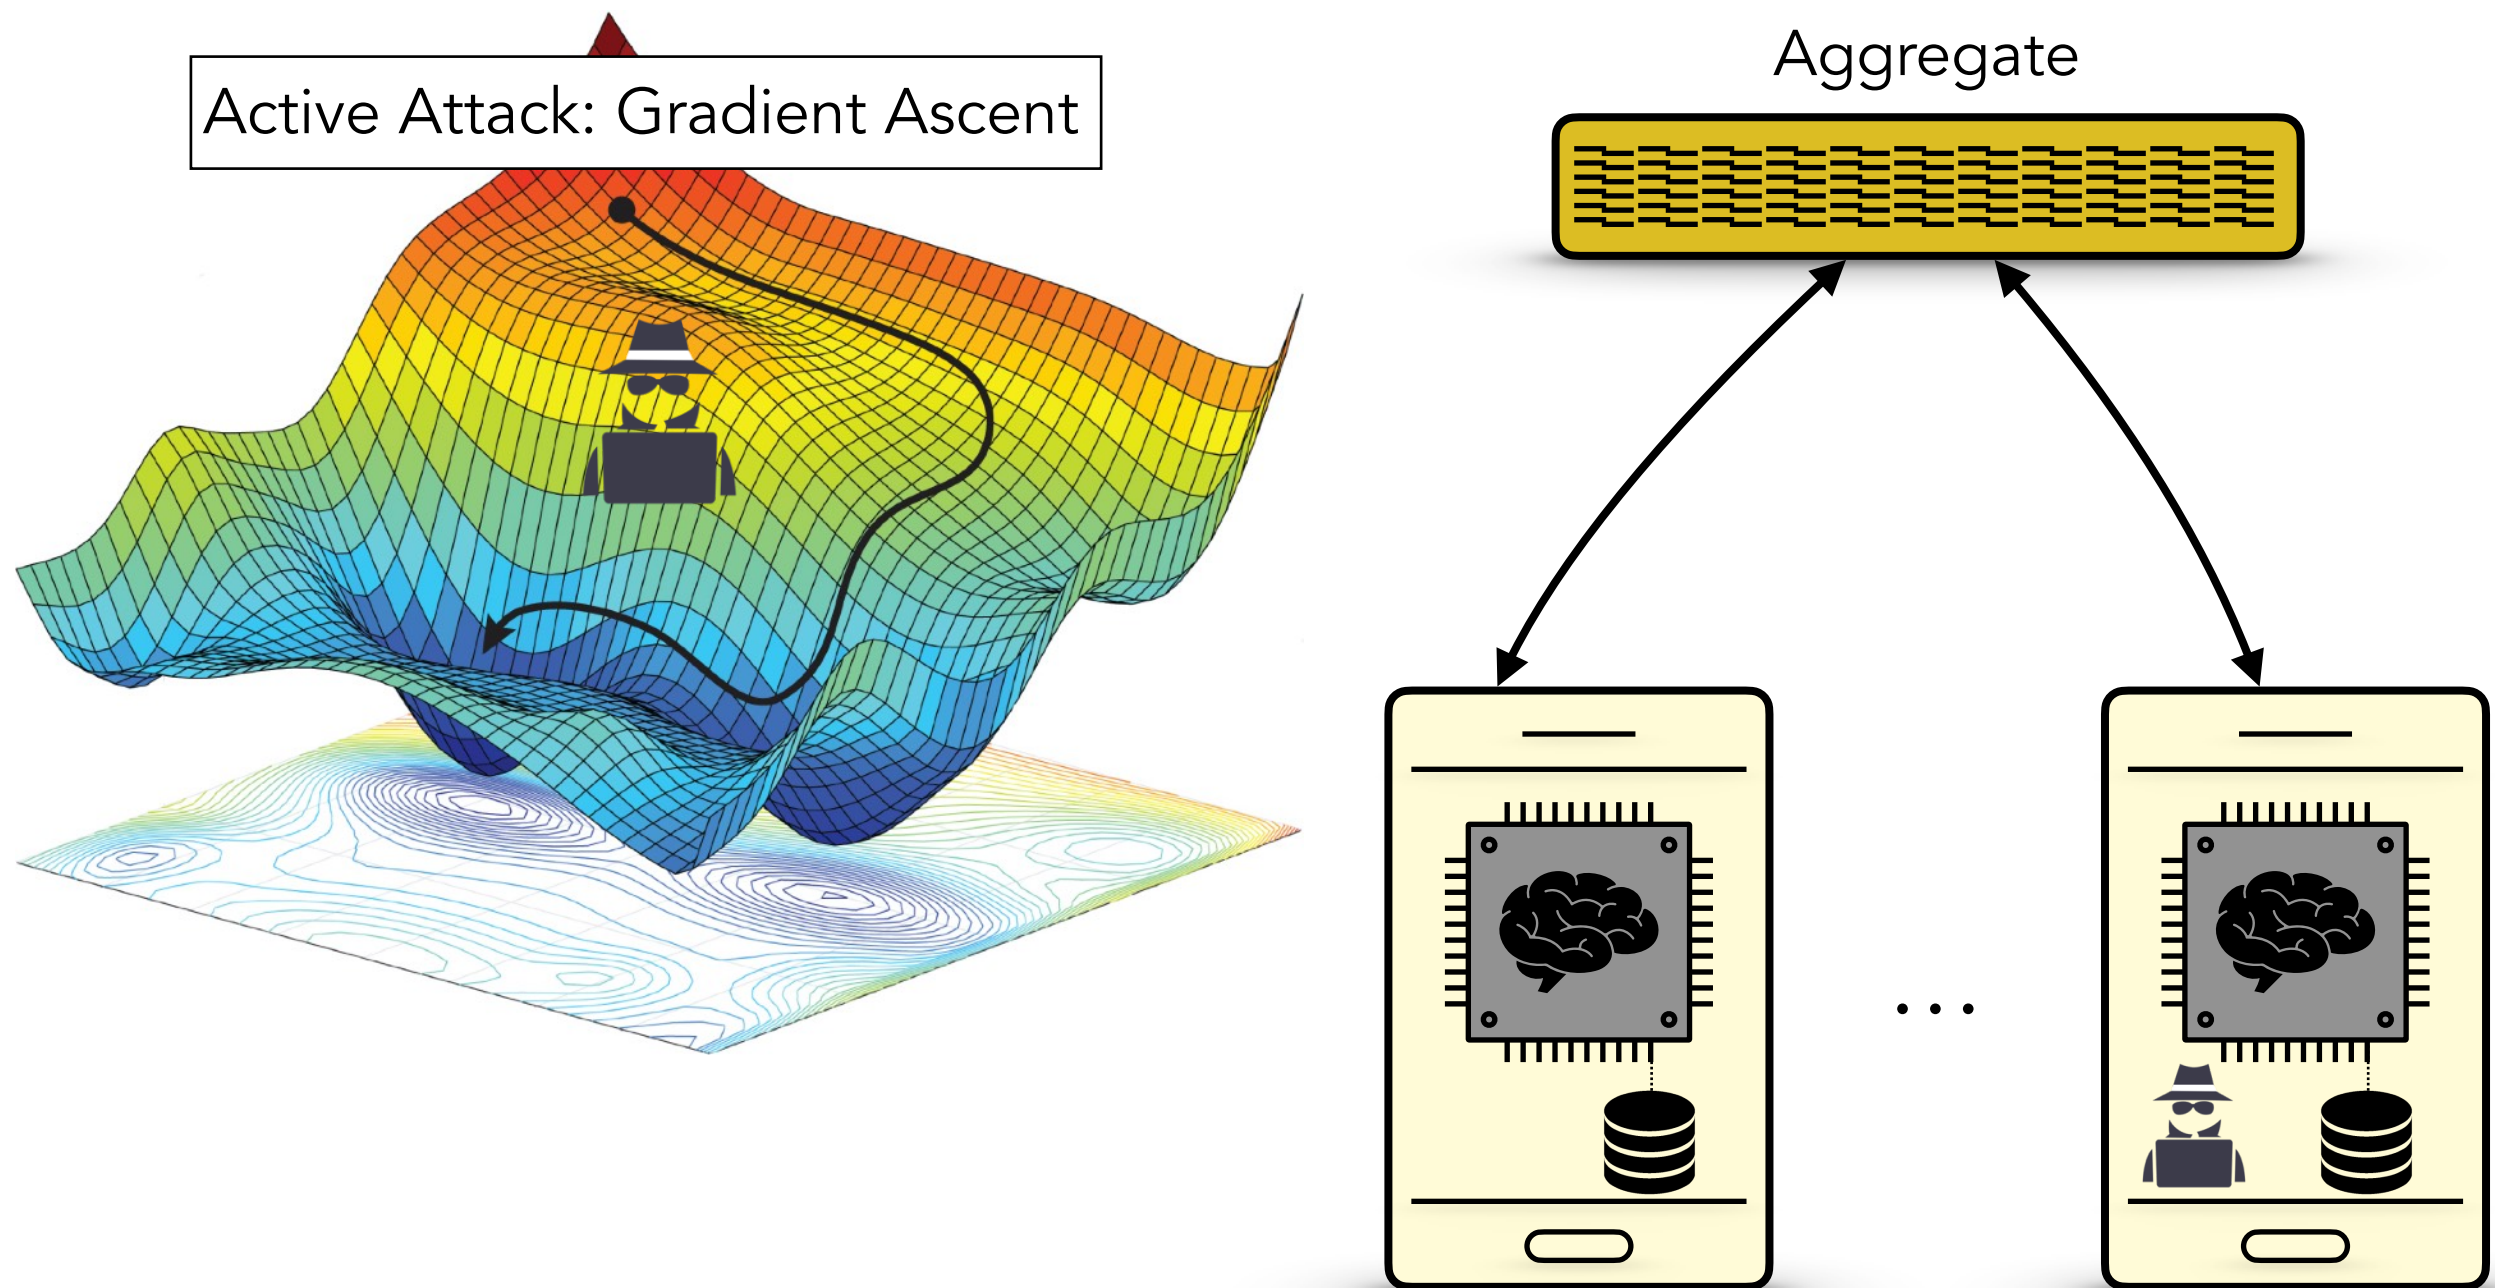 Active Attack: Gradient Ascent
Aggregate
. . .